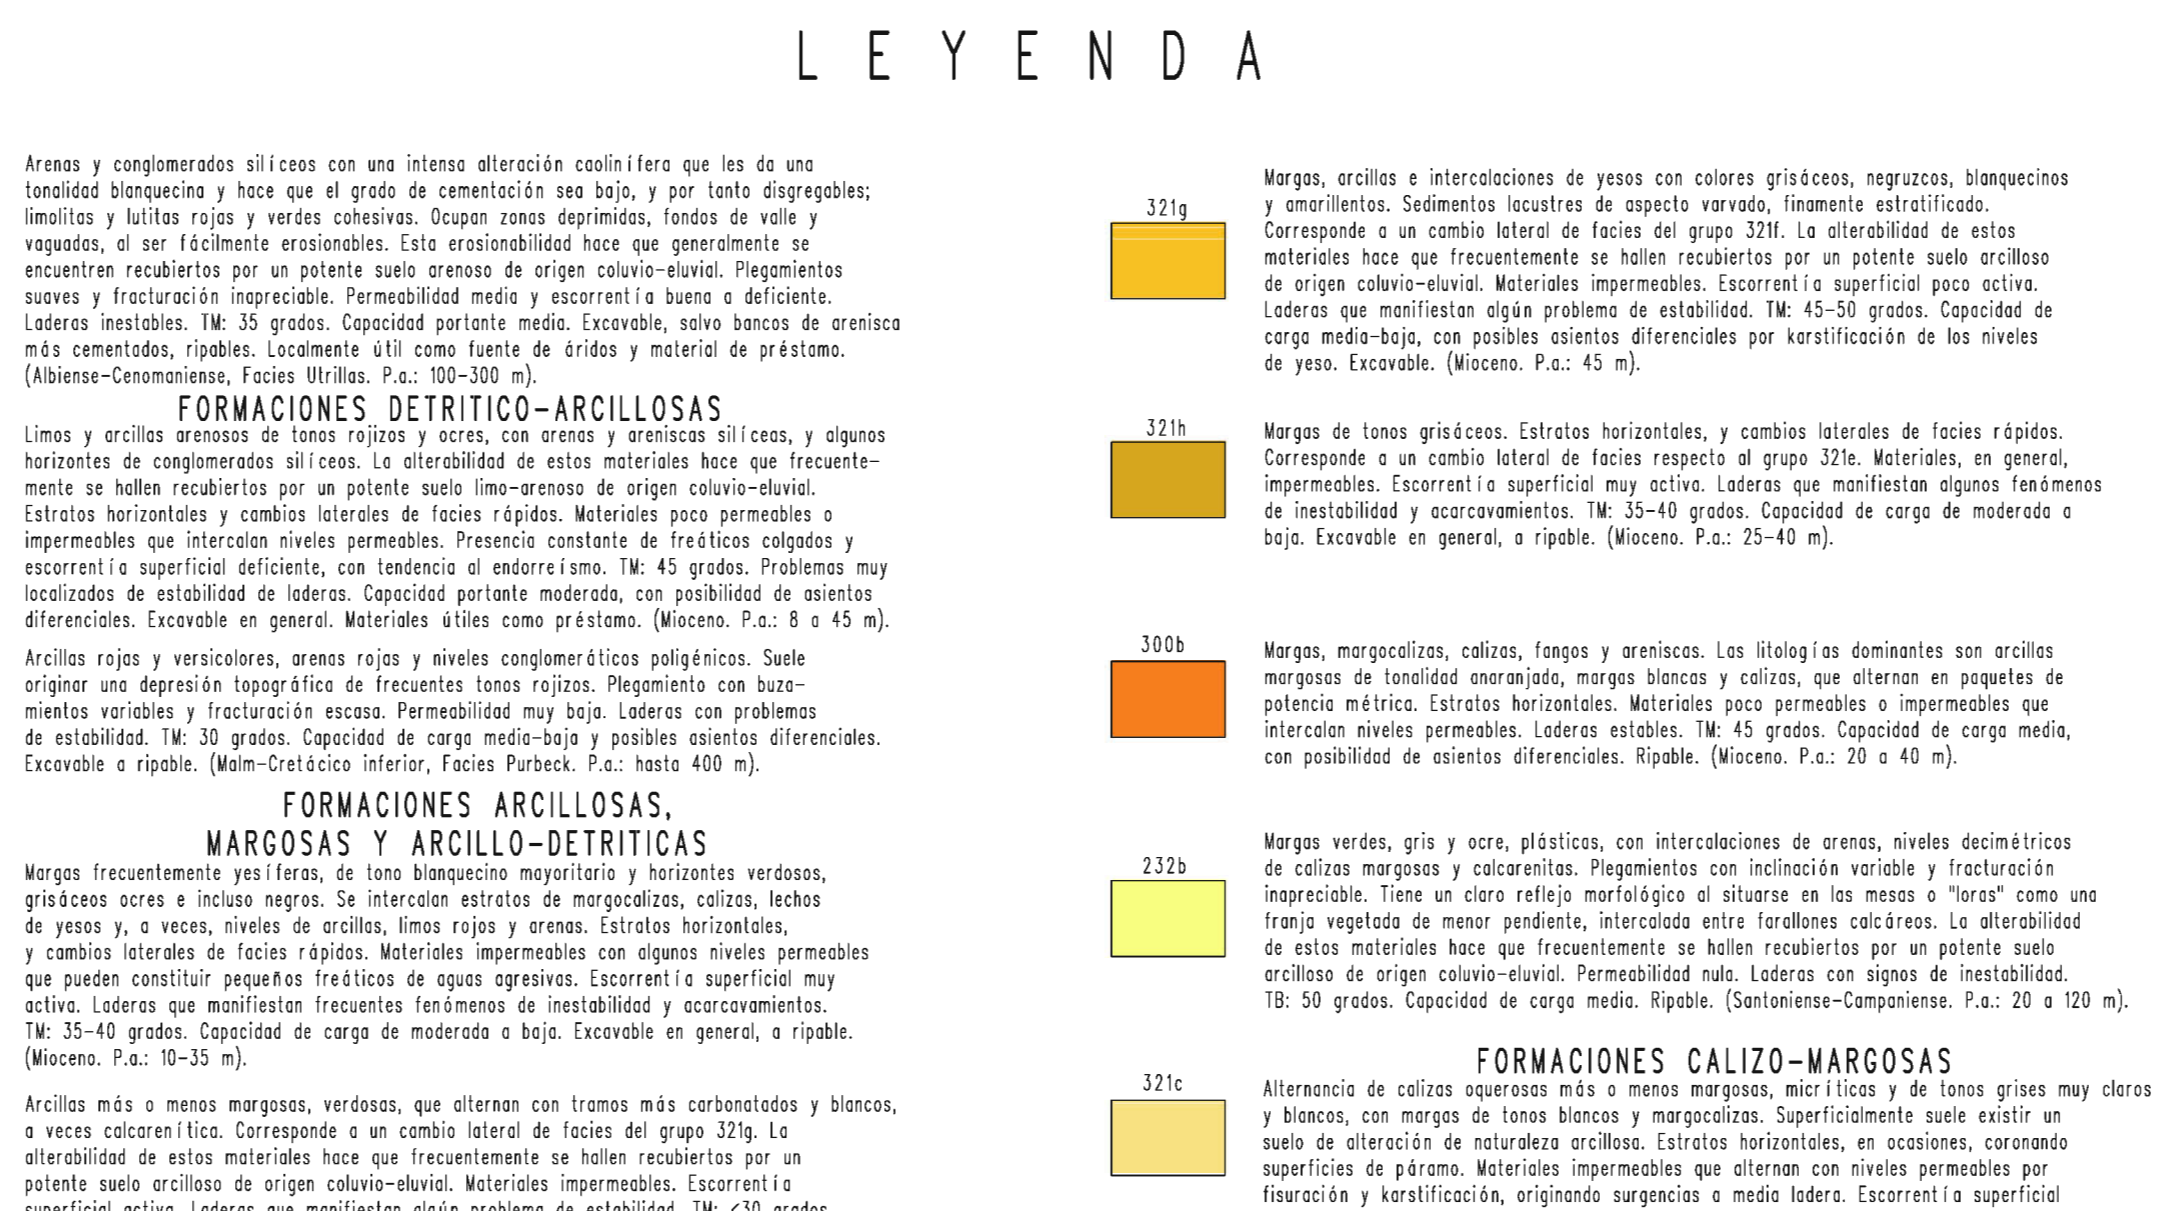 LEYENDA
Arenas y conglomerados silíceos con una intensa alteración caolinífera que les da una
tonalidad blanquecina y hace que el grado de cementación sea bajo, y por tanto disgregables;
limolitas y lutitas rojas y verdes cohesivas. Ocupan zonas deprimidas, fondos de valle y
vaguadas, al ser fácilmente erosionables. Esta erosionabilidad hace que generalmente se
encuentren recubiertos por un potente suelo arenoso de origen coluvio-eluvial. Plegamientos
suaves y fracturación inapreciable. Permeabilidad media y escorrentía buena a deficiente.
Laderas inestables. TM: 35 grados. Capacidad portante media. Excavable, salvo bancos de arenisca
más cementados, ripables. Localmente útil como fuente de áridos y material de préstamo.
(Albiense-Cenomaniense, Facies Utrillas. P.a.: 100-300 m).
FORMACIONES DETRITICO-ARCILLOSAS
Limos y arcillas arenosos de tonos rojizos y ocres, con arenas y areniscas silíceas, y algunos
horizontes de conglomerados silíceos. La alterabilidad de estos materiales hace que frecuente-
mente se hallen recubiertos por un potente suelo limo-arenoso de origen coluvio-eluvial.
Estratos horizontales y cambios laterales de facies rápidos. Materiales poco permeables o
impermeables que intercalan niveles permeables. Presencia constante de freáticos colgados y
escorrentía superficial deficiente, con tendencia al endorreísmo. TM: 45 grados. Problemas muy
localizados de estabilidad de laderas. Capacidad portante moderada, con posibilidad de asientos
diferenciales. Excavable en general. Materiales útiles como préstamo. (Mioceno. P.a.: 8 a 45 m).
Arcillas rojas y versicolores, arenas rojas y niveles conglomeráticos poligénicos. Suele
originar una depresión topográfica de frecuentes tonos rojizos. Plegamiento con buza-
mientos variables y fracturación escasa. Permeabilidad muy baja. Laderas con problemas
de estabilidad. TM: 30 grados. Capacidad de carga media-baja y posibles asientos diferenciales.
Excavable a ripable. (Malm-Cretácico inferior, Facies Purbeck. P.a.: hasta 400 m).
FORMACIONES ARCILLOSAS,
MARGOSAS Y ARCILLO-DETRITICAS
Margas frecuentemente yesíferas, de tono blanquecino mayoritario y horizontes verdosos,
grisáceos ocres e incluso negros. Se intercalan estratos de margocalizas, calizas, lechos
de yesos y, a veces, niveles de arcillas, limos rojos y arenas. Estratos horizontales,
y cambios laterales de facies rápidos. Materiales impermeables con algunos niveles permeables
que pueden constituir pequeños freáticos de aguas agresivas. Escorrentía superficial muy
activa. Laderas que manifiestan frecuentes fenómenos de inestabilidad y acarcavamientos.
TM: 35-40 grados. Capacidad de carga de moderada a baja. Excavable en general, a ripable.
(Mioceno. P.a.: 10-35 m).
Arcillas más o menos margosas, verdosas, que alternan con tramos más carbonatados y blancos,
a veces calcarenítica. Corresponde a un cambio lateral de facies del grupo 321g. La
alterabilidad de estos materiales hace que frecuentemente se hallen recubiertos por un
potente suelo arcilloso de origen coluvio-eluvial. Materiales impermeables. Escorrentía
superficial activa. Laderas que manifiestan algún problema de estabilidad. TM: <30 grados.
321g
Margas, arcillas e intercalaciones de yesos con colores grisáceos, negruzcos, blanquecinos
y amarillentos. Sedimentos lacustres de aspecto varvado, finamente estratificado.
Corresponde a un cambio lateral de facies del grupo 321f. La alterabilidad de estos
materiales hace que frecuentemente se hallen recubiertos por un potente suelo arcilloso
de origen coluvio-eluvial. Materiales impermeables. Escorrentía superficial poco activa.
Laderas que manifiestan algún problema de estabilidad. TM: 45-50 grados. Capacidad de
carga media-baja, con posibles asientos diferenciales por karstificación de los niveles
de yeso. Excavable. (Mioceno. P.a.: 45 m).
321h
Margas de tonos grisáceos. Estratos horizontales, y cambios laterales de facies rápidos.
Corresponde a un cambio lateral de facies respecto al grupo 321e. Materiales, en general,
impermeables. Escorrentía superficial muy activa. Laderas que manifiestan algunos fenómenos
de inestabilidad y acarcavamientos. TM: 35-40 grados. Capacidad de carga de moderada a
baja. Excavable en general, a ripable. (Mioceno. P.a.: 25-40 m).
300b
Margas, margocalizas, calizas, fangos y areniscas. Las litologías dominantes son arcillas
margosas de tonalidad anaranjada, margas blancas y calizas, que alternan en paquetes de
potencia métrica. Estratos horizontales. Materiales poco permeables o impermeables que
intercalan niveles permeables. Laderas estables. TM: 45 grados. Capacidad de carga media,
con posibilidad de asientos diferenciales. Ripable. (Mioceno. P.a.: 20 a 40 m).
232b
Margas verdes, gris y ocre, plásticas, con intercalaciones de arenas, niveles decimétricos
de calizas margosas y calcarenitas. Plegamientos con inclinación variable y fracturación
inapreciable. Tiene un claro reflejo morfológico al situarse en las mesas o "loras" como una
franja vegetada de menor pendiente, intercalada entre farallones calcáreos. La alterabilidad
de estos materiales hace que frecuentemente se hallen recubiertos por un potente suelo
arcilloso de origen coluvio-eluvial. Permeabilidad nula. Laderas con signos de inestabilidad.
TB: 50 grados. Capacidad de carga media. Ripable. (Santoniense-Campaniense. P.a.: 20 a 120 m).
FORMACIONES CALIZO-MARGOSAS
321c
Alternancia de calizas oquerosas más o menos margosas, micríticas y de tonos grises muy claros
y blancos, con margas de tonos blancos y margocalizas. Superficialmente suele existir un
suelo de alteración de naturaleza arcillosa. Estratos horizontales, en ocasiones, coronando
superficies de páramo. Materiales impermeables que alternan con niveles permeables por
fisuración y karstificación, originando surgencias a media ladera. Escorrentía superficial